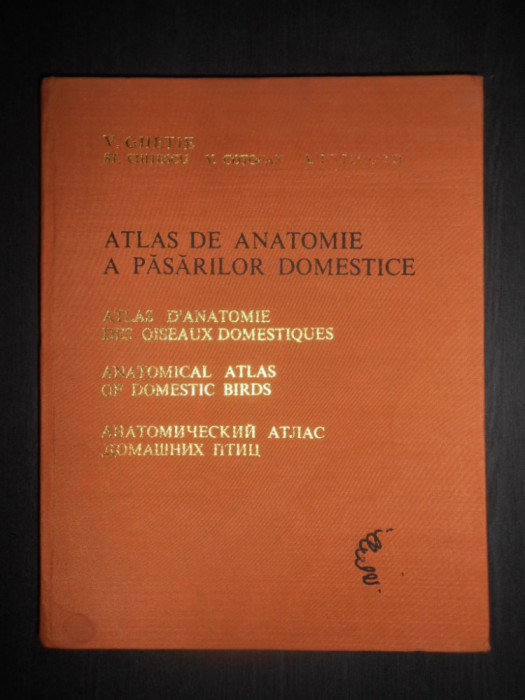 V. GHETIE
ATLAS DE ANATOMIE
A PĂSĂRILOR DOMESTICE
ATLAS D'ANATOMIE
DES OISEAUX DOMESTIQUES
ANATOMICAL ATLAS
OF DOMESTIC BIRDS
АНАТОМИЧЕСКИЙ АТЛАС
ДОМАШНИХ ПТИЦ